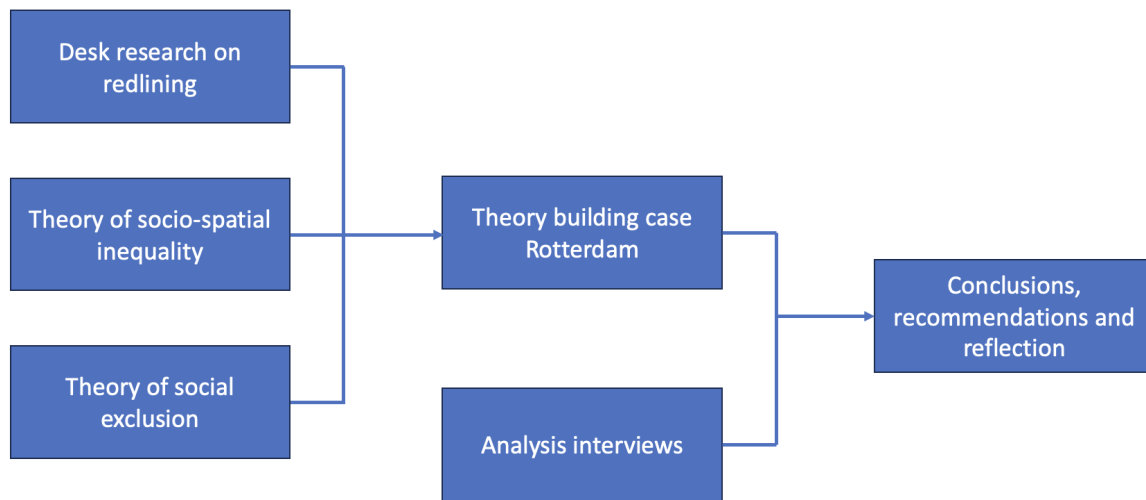 Desk research on
redlining
Theory of socio-spatial
inequality
Theory of social
exclusion
Theory building case
Rotterdam
Analysis interviews
Conclusions,
recommendations and
reflection